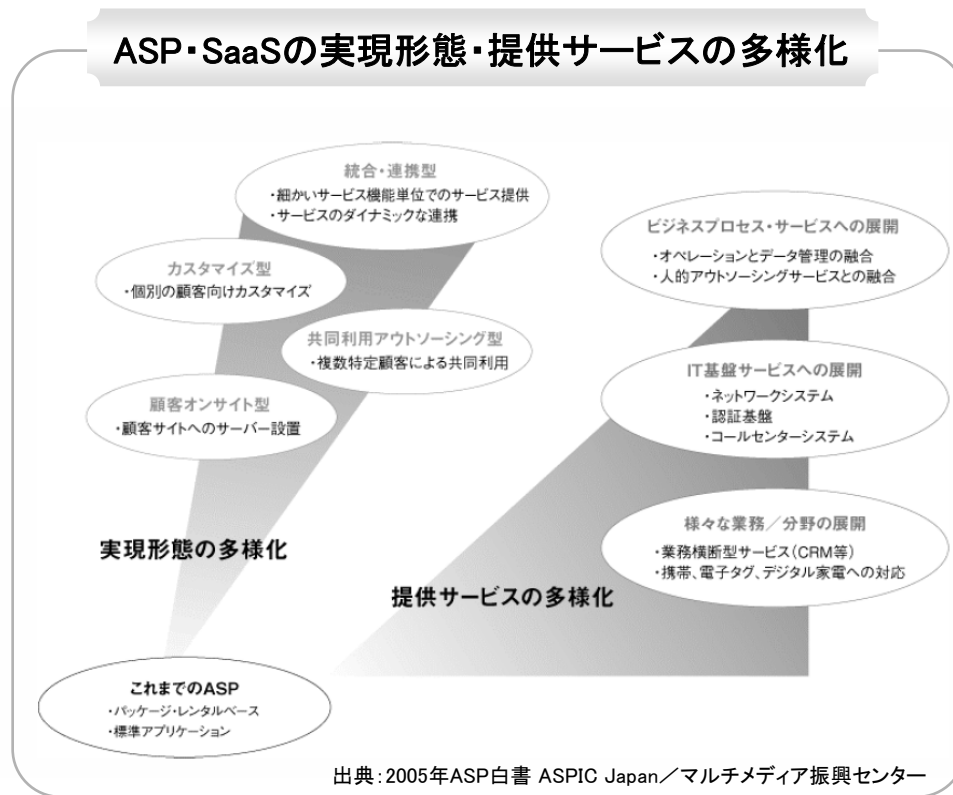 ASP・SaaSの実現形態・提供サービスの多様化
統合・連携型
・細かいサービス機能単位でのサービス提供
・サービスのダイナミックな連携
カスタマイズ型
・個別の顧客向けカスタマイズ
共同利用アウトソーシング型
・複数特定顧客による共同利用
顧客オンサイト型
・顧客サイトへのサーバー設置
実現形態の多様化
これまでのASP
・パッケージ・レンタルベース
・標準アプリケーション
ビジネスプロセス・サービスへの展開
・オペレーションとデータ管理の融合
・人的アウトソーシングサービスとの融合
IT基盤サービスへの展開
・ネットワークシステム
・認証基盤
・コールセンターシステム
様々な業務／分野の展開
・業務横断型サービス（CRM等）
・携帯、電子タグ、デジタル家電への対応
提供サービスの多様化
出典：2005年ASP白書 ASPIC Japan／マルチメディア振興センター